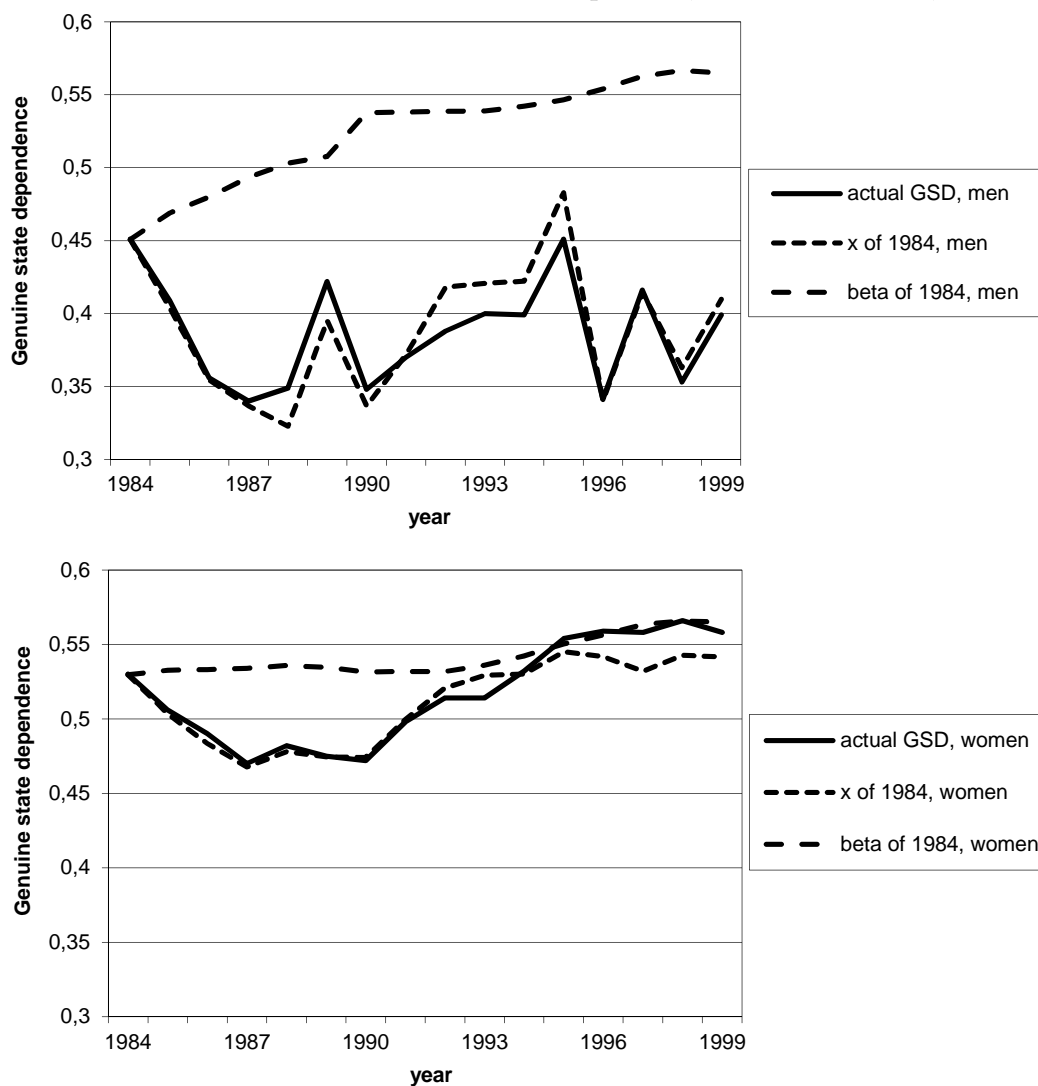 0,6
0,55
0,5
0,45
0,4
0,35
0,3
Genuine state dependence
1984 1987 1990 1993 1996 1999
year
actual GSD, men
x of 1984, men
beta of 1984, men
0,6
0,55
0,5
0,45
0,4
0,35
0,3
Genuine state dependence
1984 1987 1990 1993 1996 1999
year
actual GSD, women
x of 1984, women
beta of 1984, women